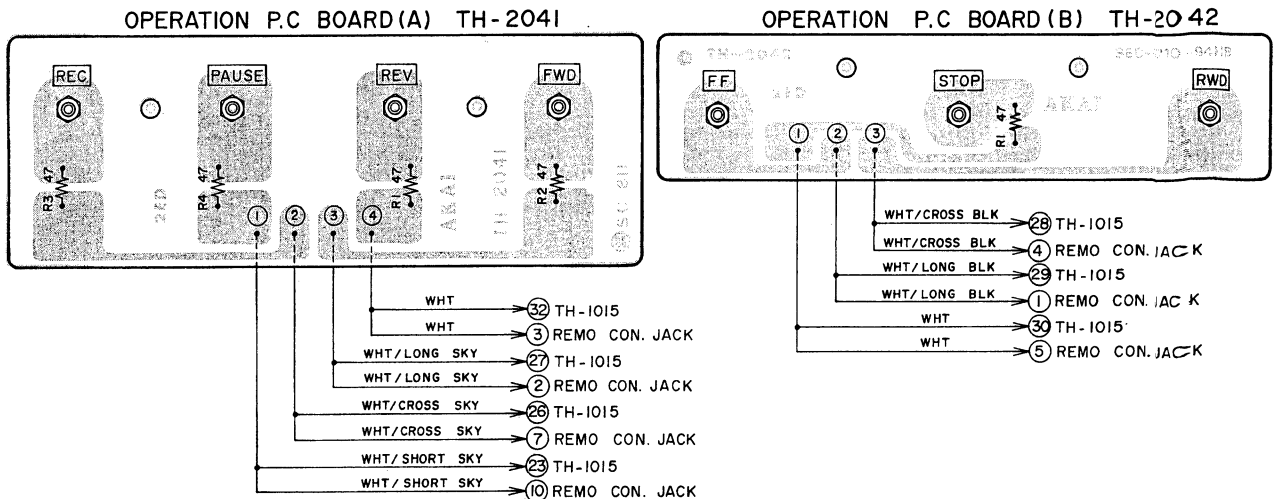 OPERATION P.C BOARD(A) TH-2041
REC
PAUSE
REV
FWD
R3 47
R4 47
R1 47
R2 47
21D
AKAI
TH 2041
1
2
3
4
WHT 32 TH-1015
WHT 3 REMO CON. JACK
WHT/LONG SKY 27 TH-1015
WHT/LONG SKY 2 REMO CON. JACK
WHT/CROSS SKY 26 TH-1015
WHT/CROSS SKY 7 REMO CON. JACK
WHT/SHORT SKY 23 TH-1015
WHT/SHORT SKY 10 REMO CON. JACK
OPERATION P.C BOARD(B) TH-2042
© TH-2042
FF
STOP
RWD
21D
AKAI
R1 47
1
2
3
WHT/CROSS BLK 28 TH-1015
WHT/CROSS BLK 4 REMO CON. JACK
WHT/LONG BLK 29 TH-1015
WHT/LONG BLK 1 REMO CON. JACK
WHT 30 TH-1015
WHT 5 REMO CON. JACK